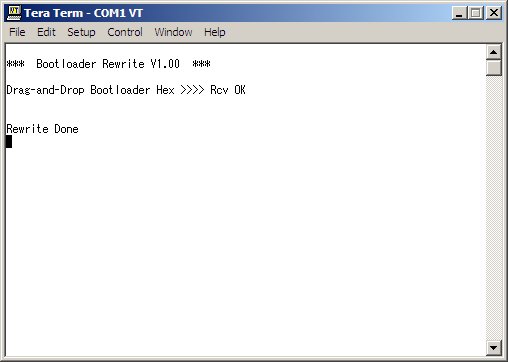 Tera Term - COM1 VT
File Edit Setup Control Window Help
*** Bootloader Rewrite V1.00 ***
Drag-and-Drop Bootloader Hex >>>> Rcv OK
Rewrite Done